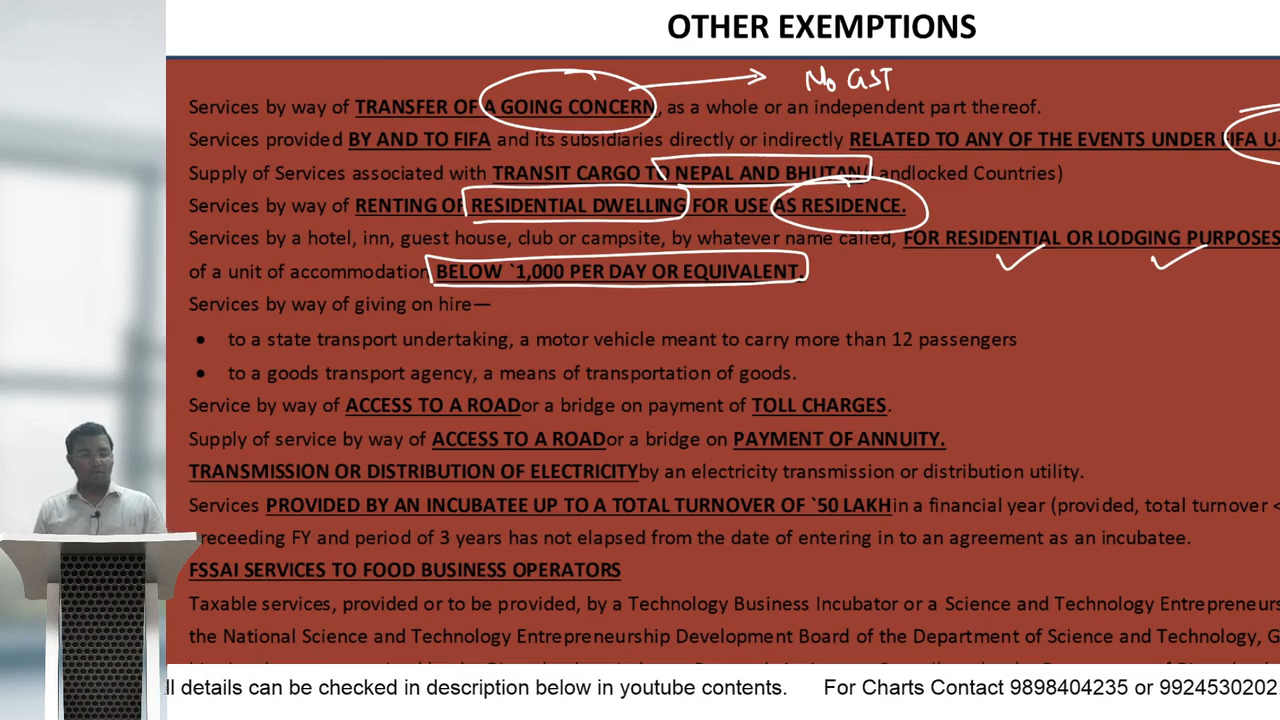 OTHER EXEMPTIONS
No GST
Services by way of TRANSFER OF A GOING CONCERN, as a whole or an independent part thereof.
Services provided BY AND TO FIFA and its subsidiaries directly or indirectly RELATED TO ANY OF THE EVENTS UNDER FIFA U-
Supply of Services associated with TRANSIT CARGO TO NEPAL AND BHUTAN( andlocked Countries)
Services by way of RENTING OF RESIDENTIAL DWELLING FOR USE AS RESIDENCE.
Services by a hotel, inn, guest house, club or campsite, by whatever name called, FOR RESIDENTIAL OR LODGING PURPOSES
of a unit of accommodation BELOW `1,000 PER DAY OR EQUIVALENT.
Services by way of giving on hire—
• to a state transport undertaking, a motor vehicle meant to carry more than 12 passengers
• to a goods transport agency, a means of transportation of goods.
Service by way of ACCESS TO A ROADor a bridge on payment of TOLL CHARGES.
Supply of service by way of ACCESS TO A ROADor a bridge on PAYMENT OF ANNUITY.
TRANSMISSION OR DISTRIBUTION OF ELECTRICITYby an electricity transmission or distribution utility.
Services PROVIDED BY AN INCUBATEE UP TO A TOTAL TURNOVER OF `50 LAKHin a financial year (provided, total turnover <
preceeding FY and period of 3 years has not elapsed from the date of entering in to an agreement as an incubatee.
FSSAI SERVICES TO FOOD BUSINESS OPERATORS
Taxable services, provided or to be provided, by a Technology Business Incubator or a Science and Technology Entrepreneurs
the National Science and Technology Entrepreneurship Development Board of the Department of Science and Technology, G
ll details can be checked in description below in youtube contents. For Charts Contact 9898404235 or 9924530202